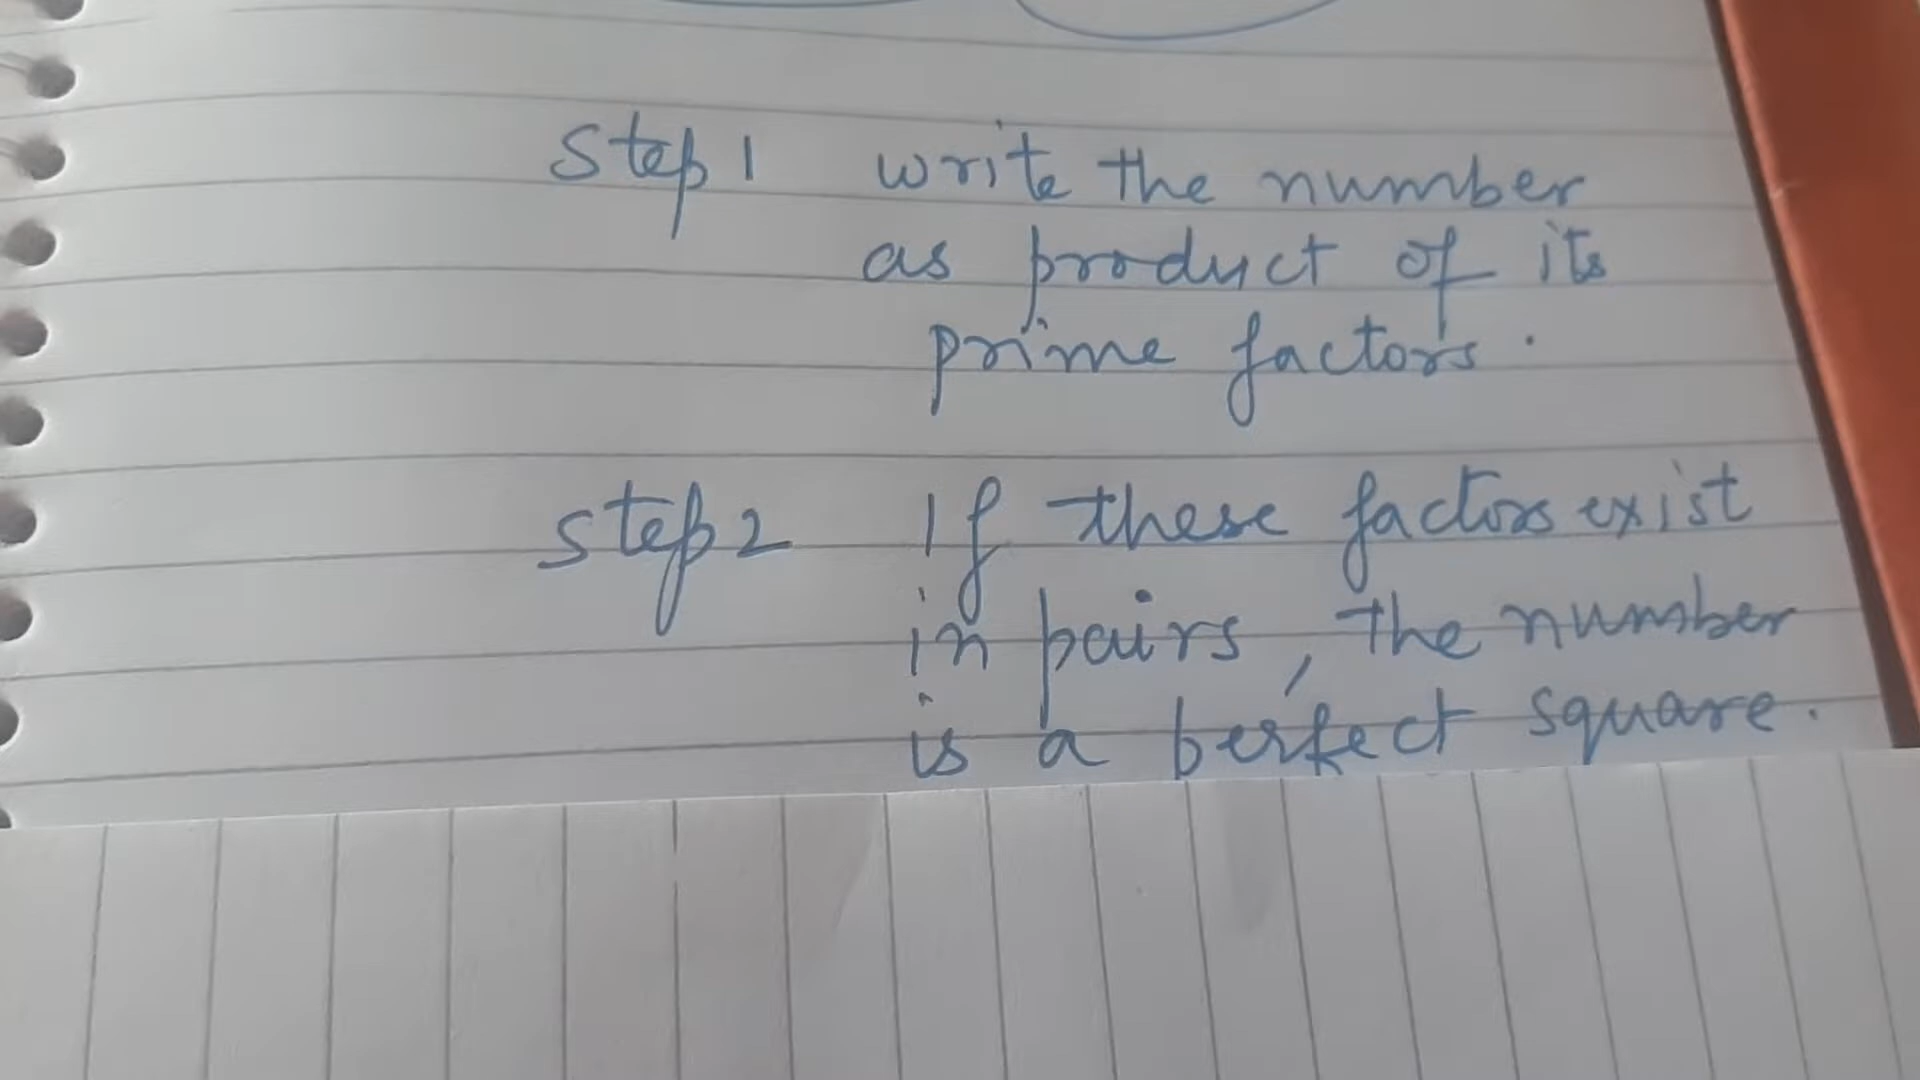 Step 1 write the number
as product of its
prime factors.
Step 2 If these factors exist
in pairs, the number
is a perfect square.